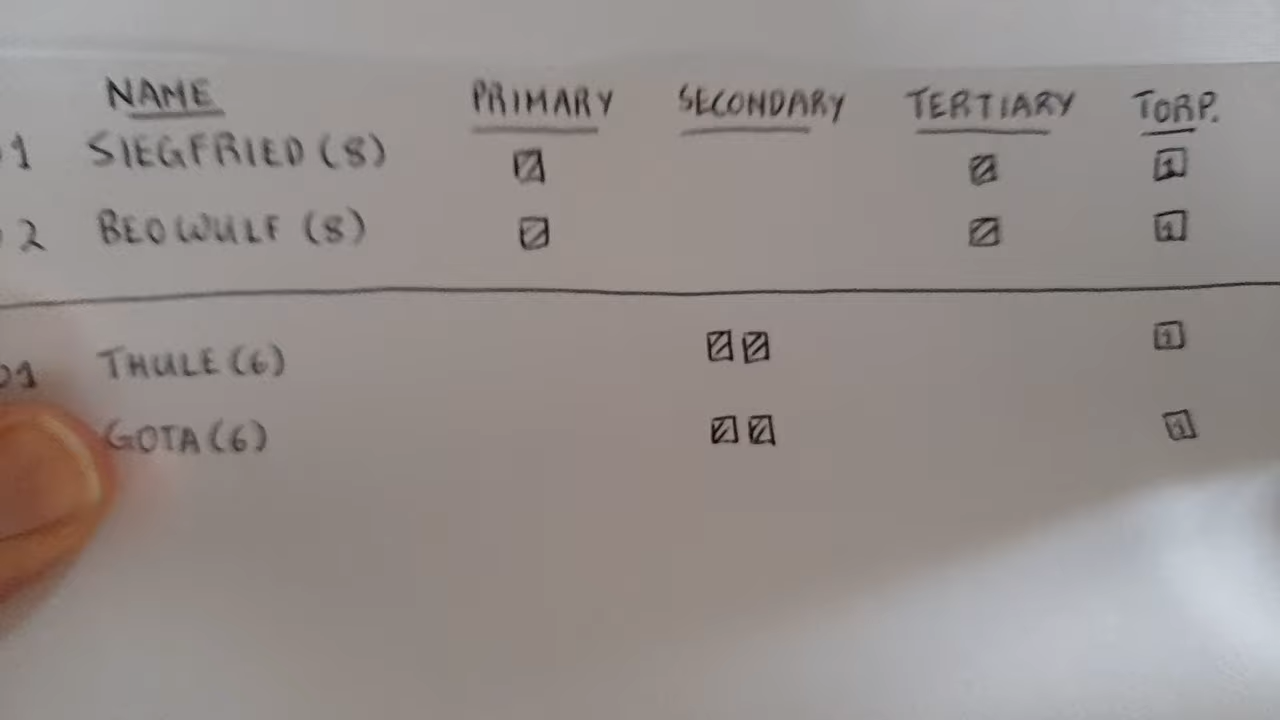 NAME PRIMARY SECONDARY TERTIARY TORP.
1 SIEGFRIED (8) 1
2 BEOWULF (8) 1
1 THULE (6) 1
GOTA (6) 1